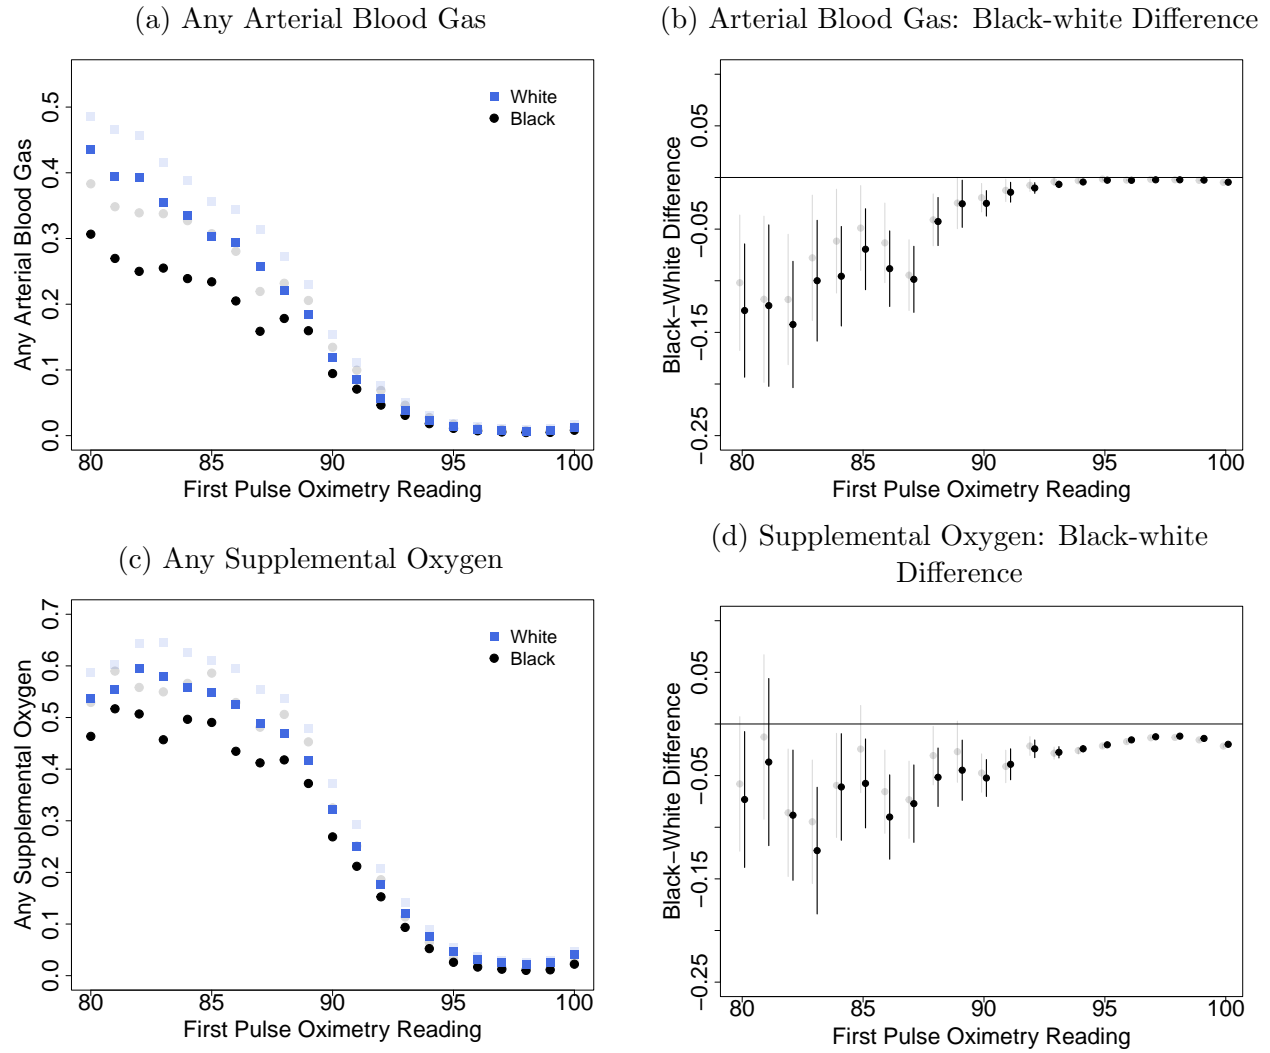 (a) Any Arterial Blood Gas
Any Arterial Blood Gas
0.5
0.4
0.3
0.2
0.1
0.0
White
Black
80 85 90 95 100
First Pulse Oximetry Reading
(b) Arterial Blood Gas: Black-white Difference
Black−White Difference
0.05
−0.05
−0.15
−0.25
80 85 90 95 100
First Pulse Oximetry Reading
(c) Any Supplemental Oxygen
Any Supplemental Oxygen
0.7
0.6
0.5
0.4
0.3
0.2
0.1
0.0
White
Black
80 85 90 95 100
First Pulse Oximetry Reading
(d) Supplemental Oxygen: Black-white
Difference
Black−White Difference
0.05
−0.05
−0.15
−0.25
80 85 90 95 100
First Pulse Oximetry Reading